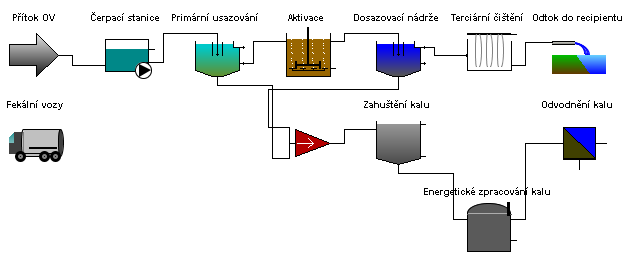 Přítok OV
Čerpací stanice
Primární usazování
Aktivace
Dosazovací nádrže
Terciární čištění
Odtok do recipientu
Fekální vozy
Zahuštění kalu
Odvodnění kalu
Energetické zpracování kalu